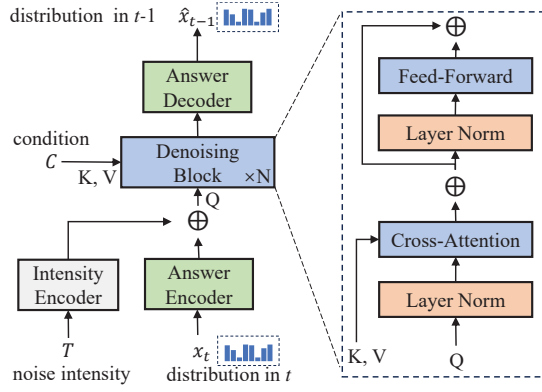 distribution in t-1
x̂_{t-1}
Answer
Decoder
condition
C
K, V
Denoising
Block ×N
Q
⊕
Intensity
Encoder
Answer
Encoder
T
noise intensity
x_t
distribution in t
⊕
Feed-Forward
Layer Norm
⊕
Cross-Attention
Layer Norm
K, V
Q